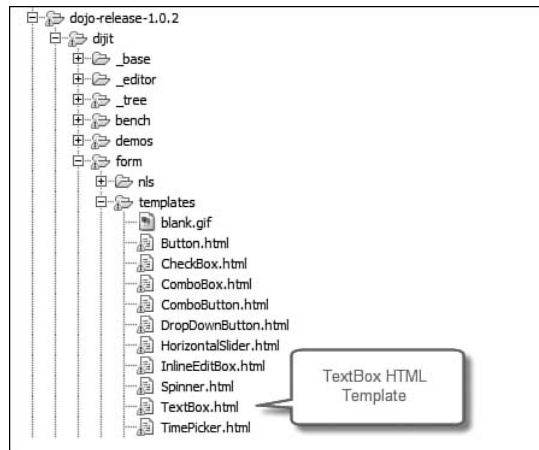 dojo-release-1.0.2
dijit
_base
_editor
_tree
bench
demos
form
nls
templates
blank.gif
Button.html
CheckBox.html
ComboBox.html
ComboButton.html
DropDownButton.html
HorizontalSlider.html
InlineEditBox.html
Spinner.html
TextBox.html
TimePicker.html
TextBox HTML
Template